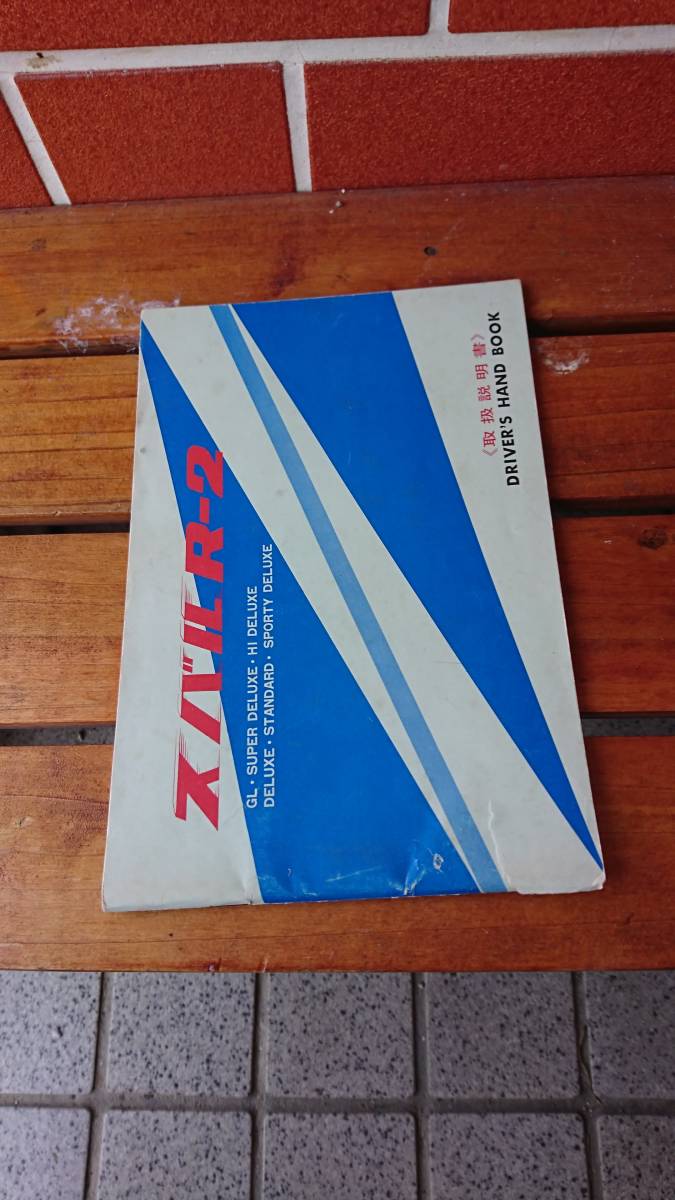 スバルR-2
GL・SUPER DELUXE・HI DELUXE
DELUXE・STANDARD・SPORTY DELUXE
《取扱説明書》
DRIVER'S HAND BOOK